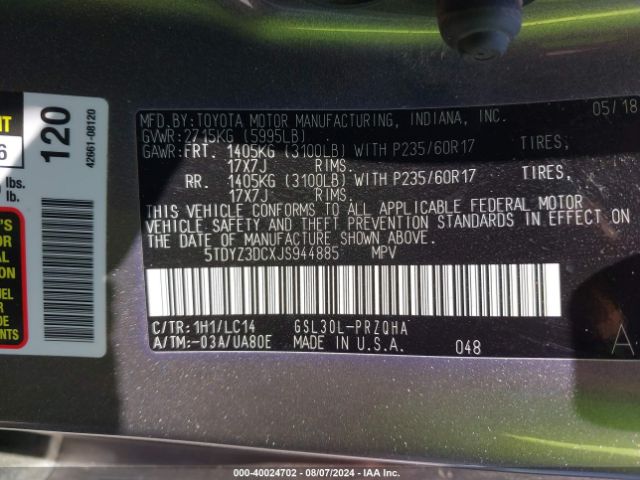 MFD.BY:TOYOTA MOTOR MANUFACTURING, INDIANA, INC. 05/18
GVWR:2715KG (5995LB)
GAWR:FRT. 1405KG (3100LB) WITH P235/60R17 TIRES,
17X7J RIMS.
RR. 1405KG (3100LB) WITH P235/60R17 TIRES,
17X7J RIMS.
THIS VEHICLE CONFORMS TO ALL APPLICABLE FEDERAL MOTOR
VEHICLE SAFETY AND THEFT PREVENTION STANDARDS IN EFFECT ON
THE DATE OF MANUFACTURE SHOWN ABOVE.
5TDYZ3DCXJS944885 MPV
C/TR:1H1/LC14 GSL30L-PRZQHA
A/TM:-03A/UA80E MADE IN U.S.A. 048
A
120
42661-08120
6
lbs.
lb.
000-40024702 - 08/07/2024 - IAA Inc.